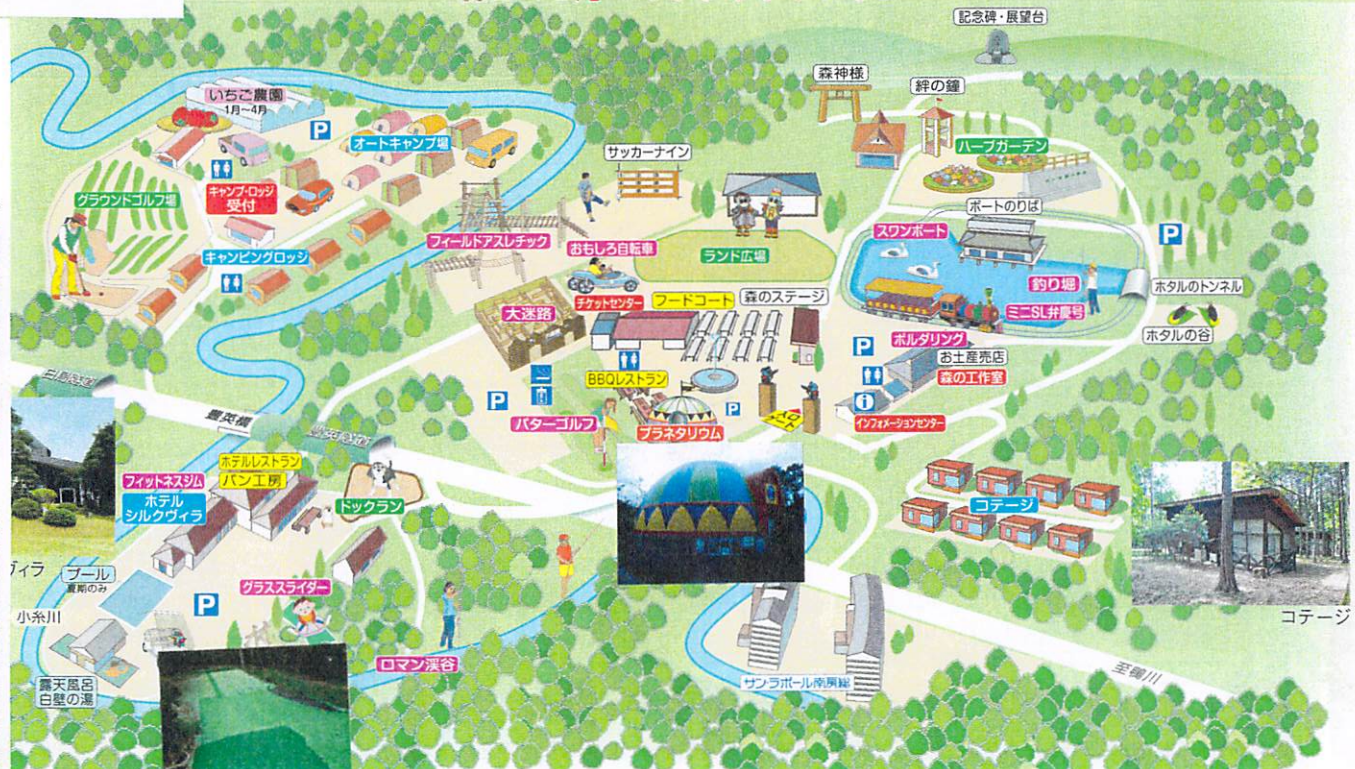 記念碑・展望台
森神様
絆の鐘
いちご農園
1月〜4月
P
オートキャンプ場
サッカーナイン
ハーブガーデン
グラウンドゴルフ場
キャンプ・ロッジ
受付
ボートのりば
スワンボート
P
フィールドアスレチック
おもしろ自転車
ランド広場
キャンピングロッジ
釣り堀
ホタルのトンネル
大迷路
チケットセンター
フードコート
森のステージ
ミニSL弁慶号
ホタルの谷
ボルダリング
P
お土産売店
森の工作室
BBQレストラン
P
P
パターゴルフ
プラネタリウム
入口
ゲート
i
インフォメーションセンター
豊英橋
ホテルレストラン
パン工房
フィットネスジム
ホテル
シルクヴィラ
ドックラン
コテージ
ヴィラ
プール
夏期のみ
P
グラススライダー
小糸川
コテージ
ロマン渓谷
至鴨川
サンラポール南房総
露天風呂
白壁の湯